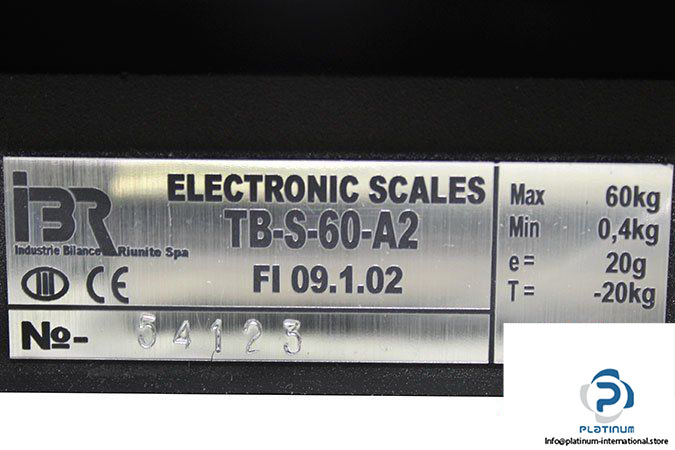 ELECTRONIC SCALES
IBR
TB-S-60-A2
Industrie Bilance Riunite Spa
III CE
FI 09.1.02
No- 54123
Max 60kg
Min 0,4kg
e= 20g
T= -20kg
PLATINUM
Info@platinum-international.store